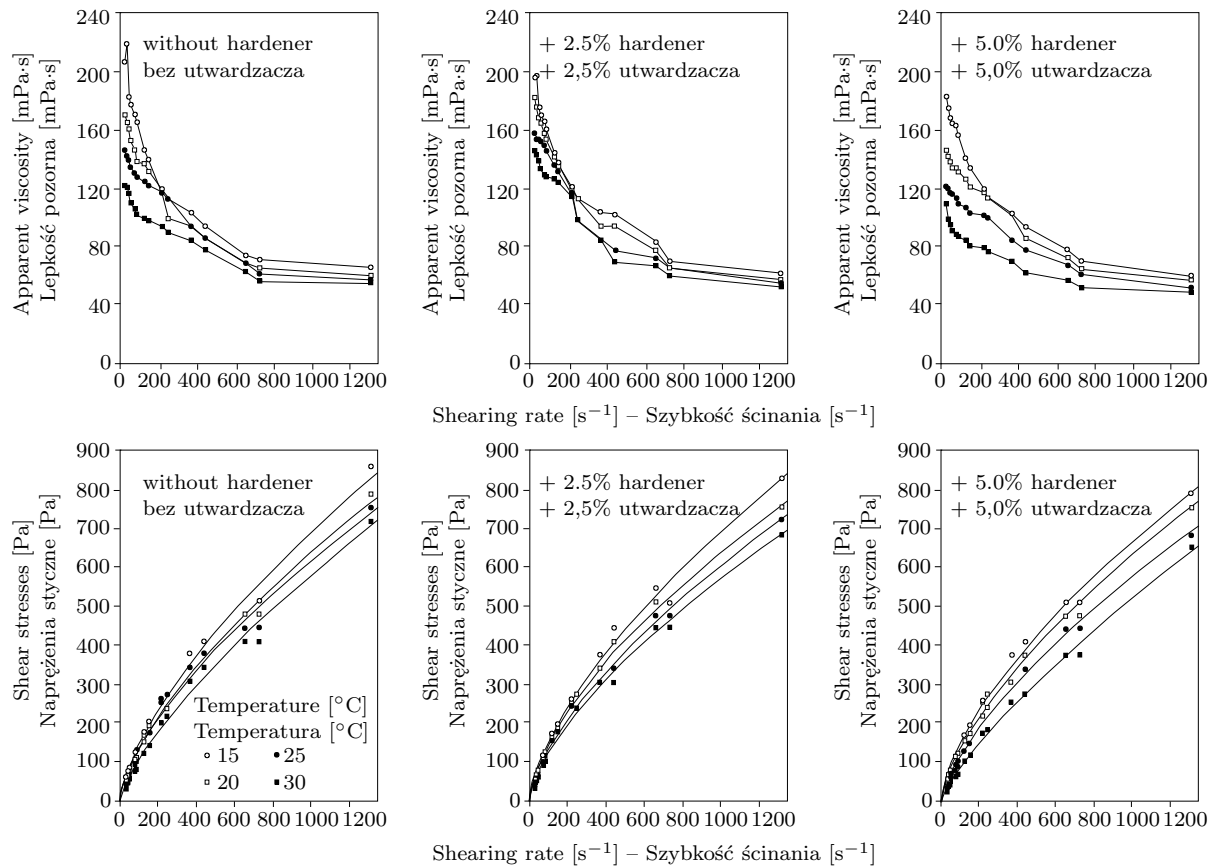 240
200
160
120
80
40
0
Apparent viscosity [mPa·s]
Lepkość pozorna [mPa·s]
without hardener
bez utwardzacza
0 200 400 600 800 1000 1200
240
200
160
120
80
40
0
Apparent viscosity [mPa·s]
Lepkość pozorna [mPa·s]
+ 2.5% hardener
+ 2,5% utwardzacza
0 200 400 600 800 1000 1200
240
200
160
120
80
40
0
Apparent viscosity [mPa·s]
Lepkość pozorna [mPa·s]
+ 5.0% hardener
+ 5,0% utwardzacza
0 200 400 600 800 1000 1200
Shearing rate [s−1] – Szybkość ścinania [s−1]
900
800
700
600
500
400
300
200
100
0
Shear stresses [Pa]
Naprężenia styczne [Pa]
without hardener
bez utwardzacza
Temperature [°C]
Temperatura [°C]
15 25
20 30
0 200 400 600 800 1000 1200
900
800
700
600
500
400
300
200
100
0
Shear stresses [Pa]
Naprężenia styczne [Pa]
+ 2.5% hardener
+ 2,5% utwardzacza
0 200 400 600 800 1000 1200
900
800
700
600
500
400
300
200
100
0
Shear stresses [Pa]
Naprężenia styczne [Pa]
+ 5.0% hardener
+ 5,0% utwardzacza
0 200 400 600 800 1000 1200
Shearing rate [s−1] – Szybkość ścinania [s−1]